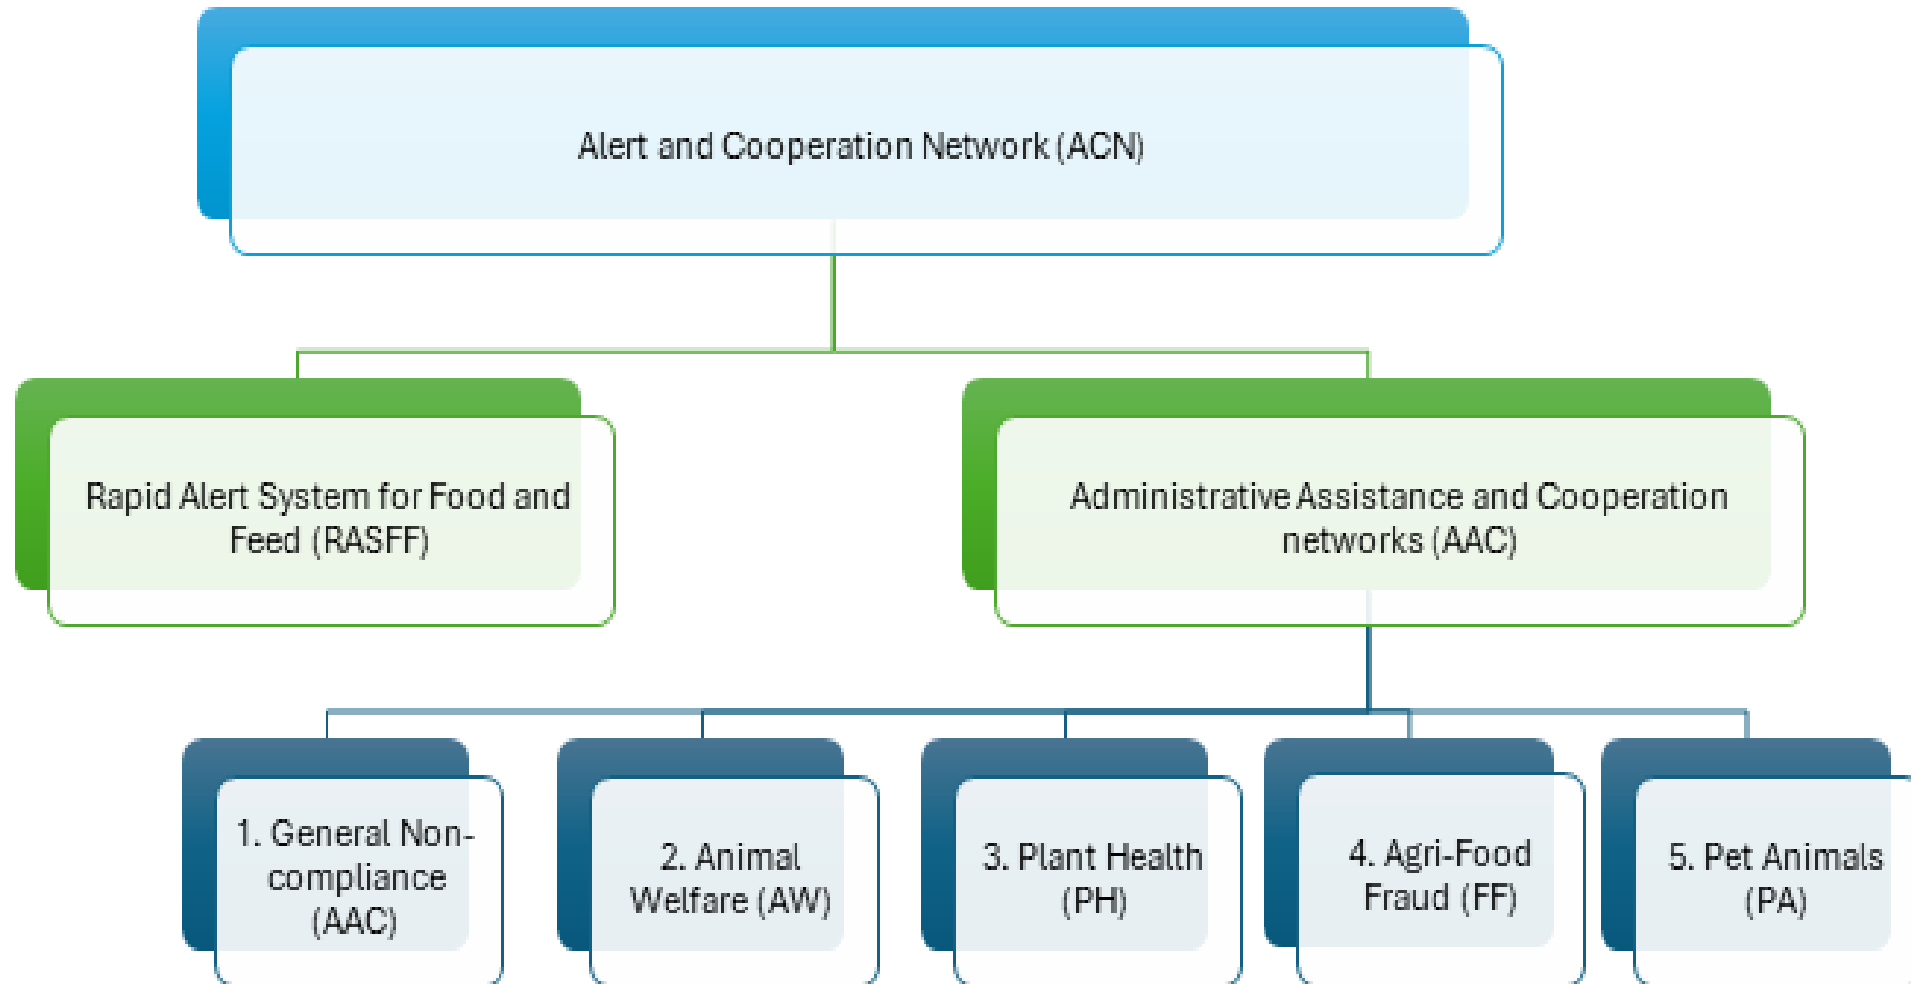 Alert and Cooperation Network (ACN)
Rapid Alert System for Food and
Feed (RASFF)
Administrative Assistance and Cooperation
networks (AAC)
1. General Non-
compliance
(AAC)
2. Animal
Welfare (AW)
3. Plant Health
(PH)
4. Agri-Food
Fraud (FF)
5. Pet Animals
(PA)